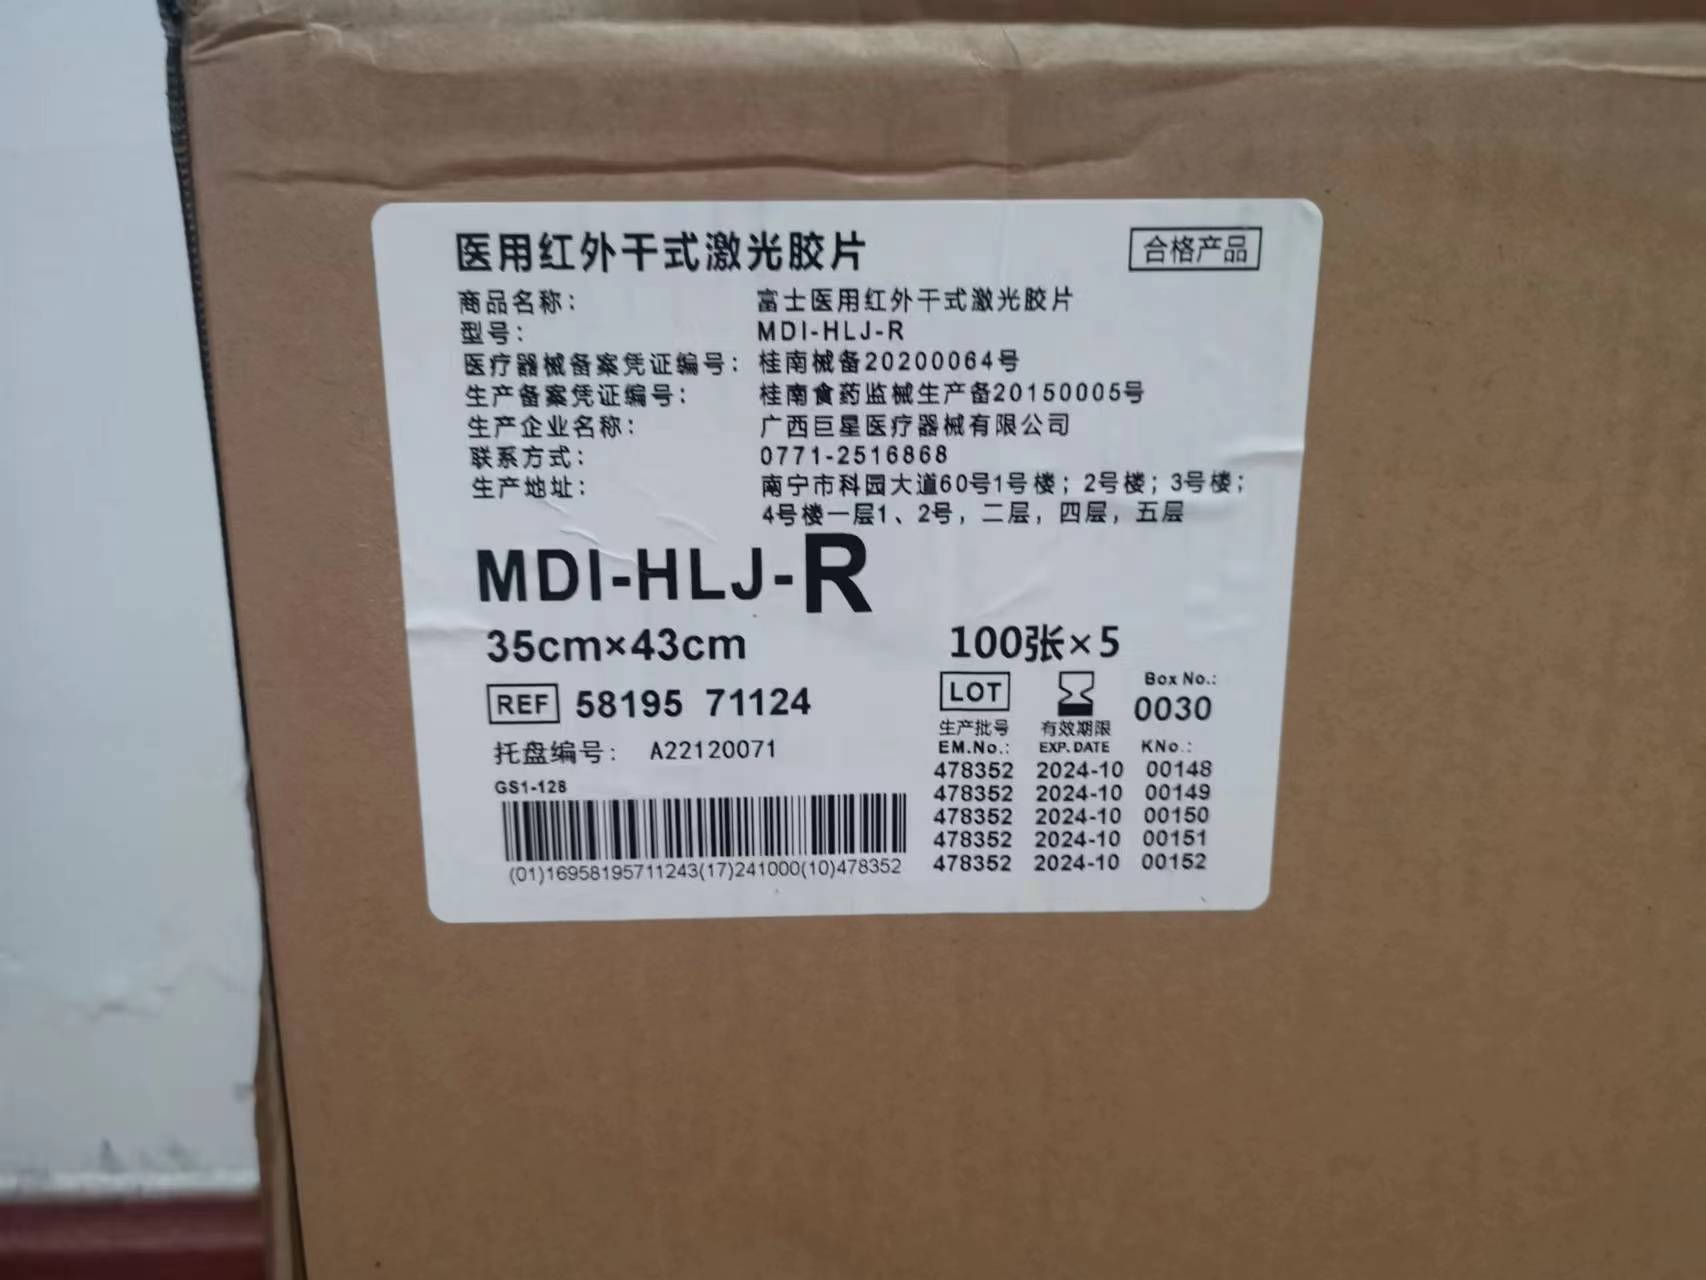 医用红外干式激光胶片
合格产品
商品名称: 富士医用红外干式激光胶片
型号: MDI-HLJ-R
医疗器械备案凭证编号: 桂南械备20200064号
生产备案凭证编号: 桂南食药监械生产备20150005号
生产企业名称: 广西巨星医疗器械有限公司
联系方式: 0771-2516868
生产地址: 南宁市科园大道60号1号楼; 2号楼; 3号楼;
4号楼一层1、2号, 二层, 四层, 五层
MDI-HLJ-R
35cm×43cm 100张×5
REF 58195 71124
LOT Box No.:
0030
生产批号 有效期限
托盘编号: A22120071
EM.No.: EXP. DATE KNo.:
478352 2024-10 00148
478352 2024-10 00149
478352 2024-10 00150
478352 2024-10 00151
478352 2024-10 00152
GS1-128
(01)16958195711243(17)241000(10)478352